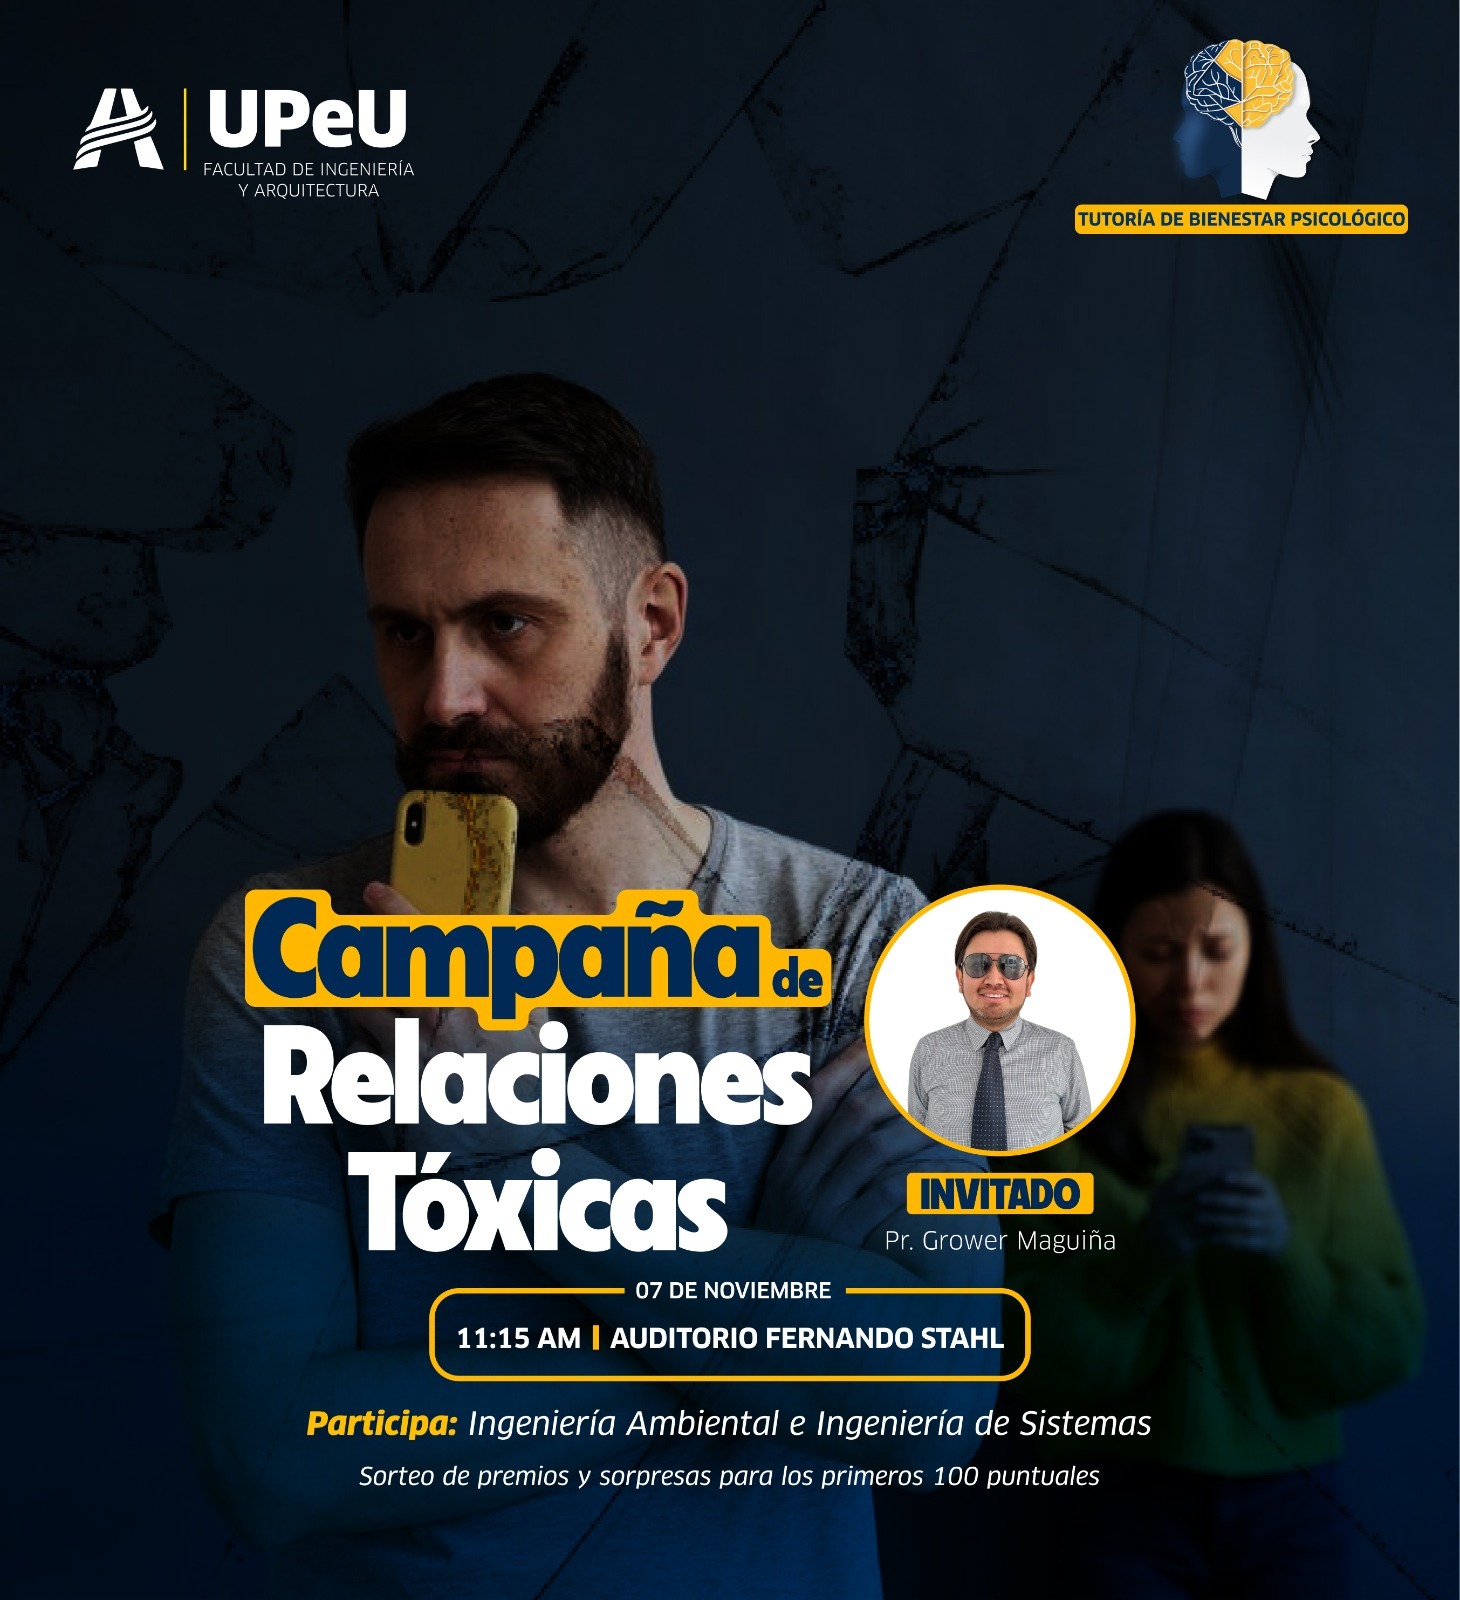 UPeU
FACULTAD DE INGENIERÍA
Y ARQUITECTURA
TUTORÍA DE BIENESTAR PSICOLÓGICO
Campaña de
Relaciones
Tóxicas
INVITADO
Pr. Grower Maguiña
07 DE NOVIEMBRE
11:15 AM | AUDITORIO FERNANDO STAHL
Participa: Ingeniería Ambiental e Ingeniería de Sistemas
Sorteo de premios y sorpresas para los primeros 100 puntuales